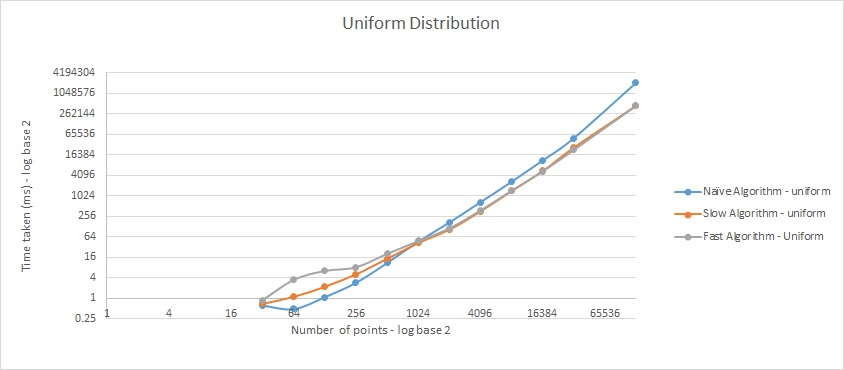 Uniform Distribution
4194304
1048576
262144
65536
16384
4096
1024
256
64
16
4
1
0.25
Time taken (ms) - log base 2
1 4 16 64 256 1024 4096 16384 65536
Number of points - log base 2
Naïve Algorithm - uniform
Slow Algorithm - uniform
Fast Algorithm - Uniform